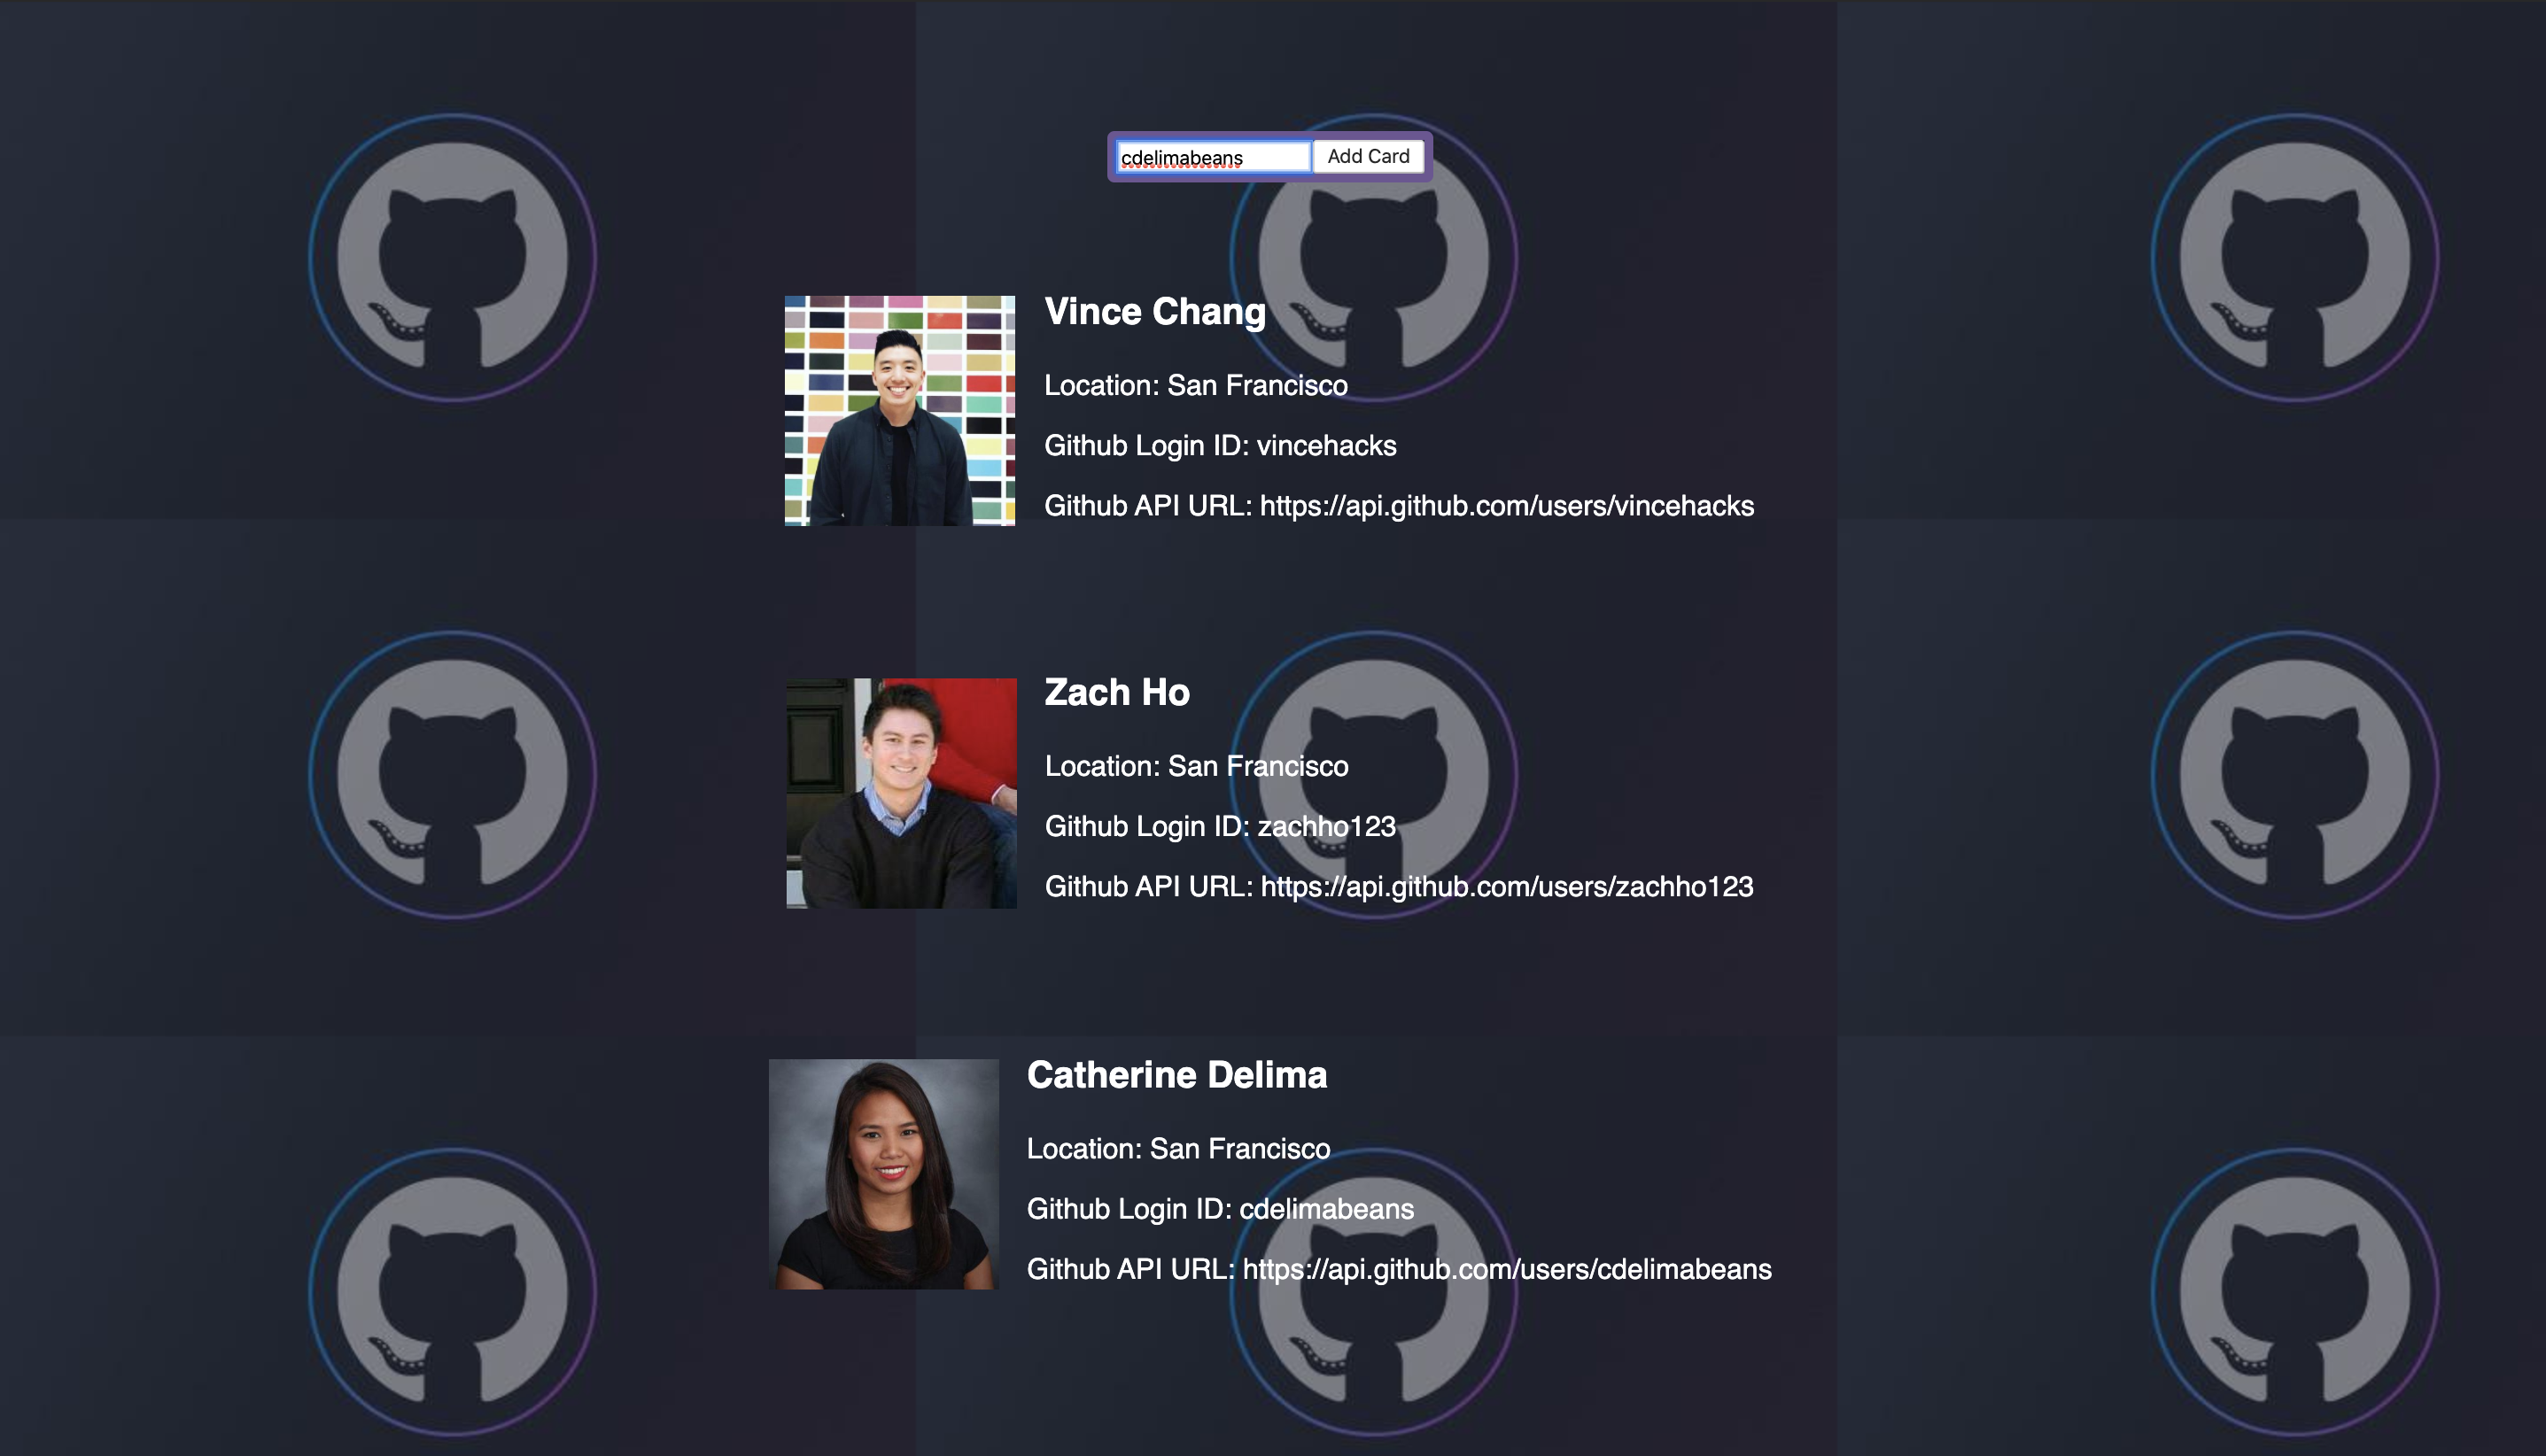 cdelimabeans Add Card
Vince Chang
Location: San Francisco
Github Login ID: vincehacks
Github API URL: https://api.github.com/users/vincehacks
Zach Ho
Location: San Francisco
Github Login ID: zachho123
Github API URL: https://api.github.com/users/zachho123
Catherine Delima
Location: San Francisco
Github Login ID: cdelimabeans
Github API URL: https://api.github.com/users/cdelimabeans